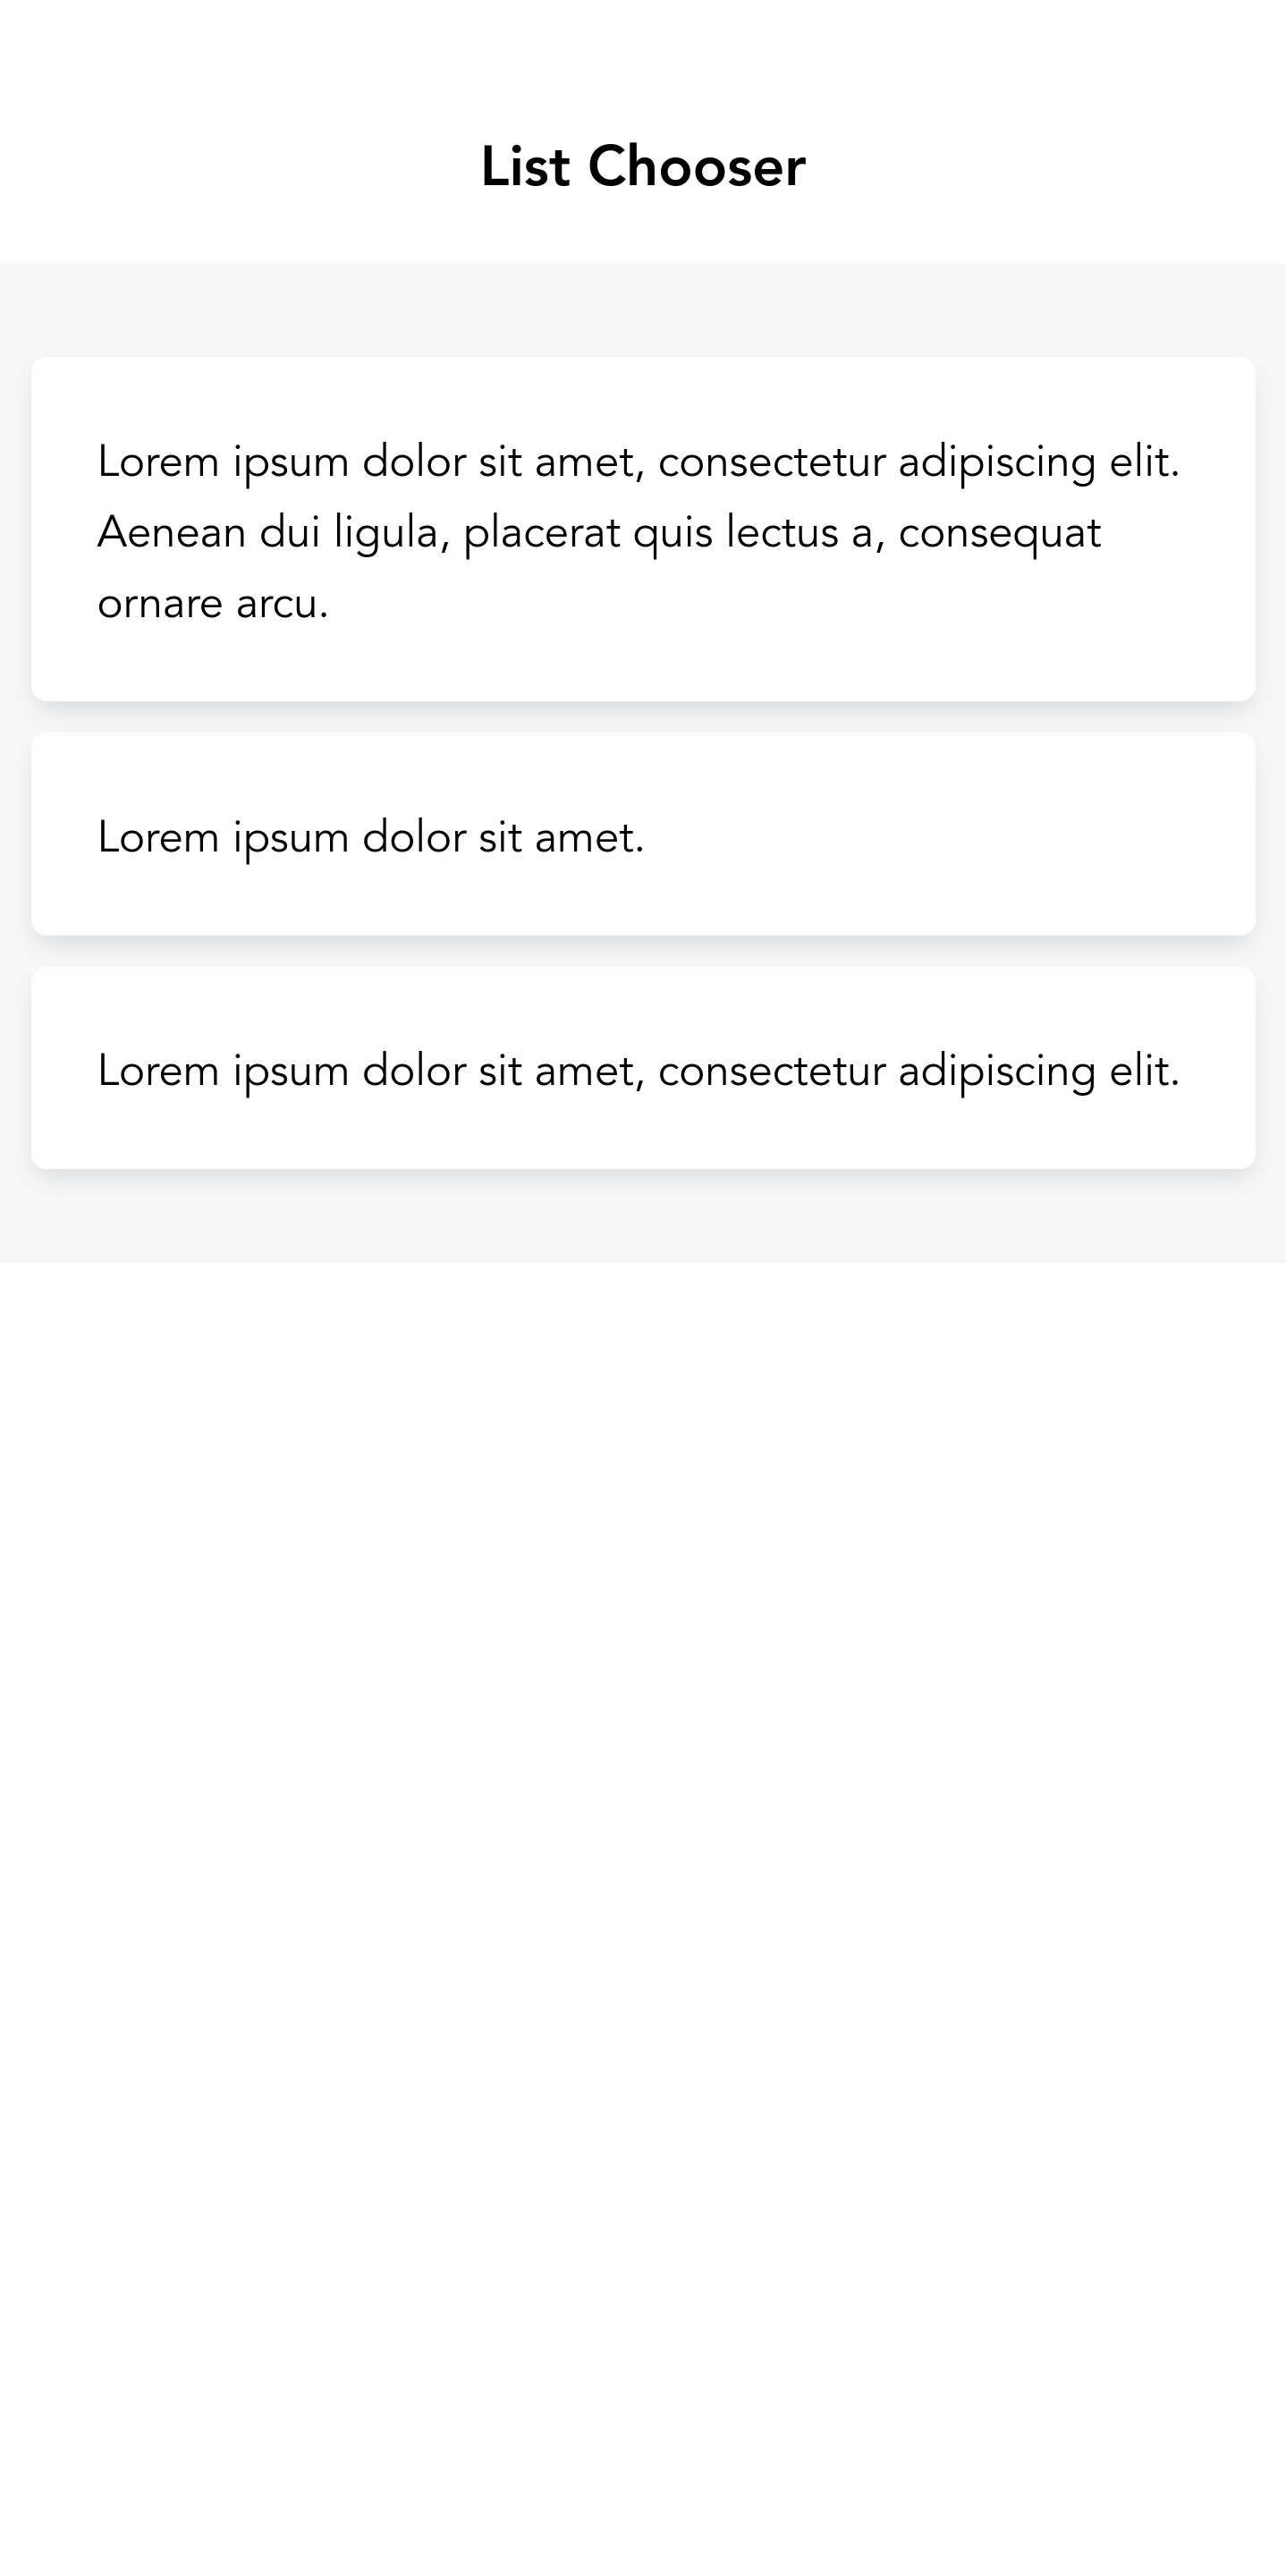 List Chooser
Lorem ipsum dolor sit amet, consectetur adipiscing elit.
Aenean dui ligula, placerat quis lectus a, consequat
ornare arcu.
Lorem ipsum dolor sit amet.
Lorem ipsum dolor sit amet, consectetur adipiscing elit.